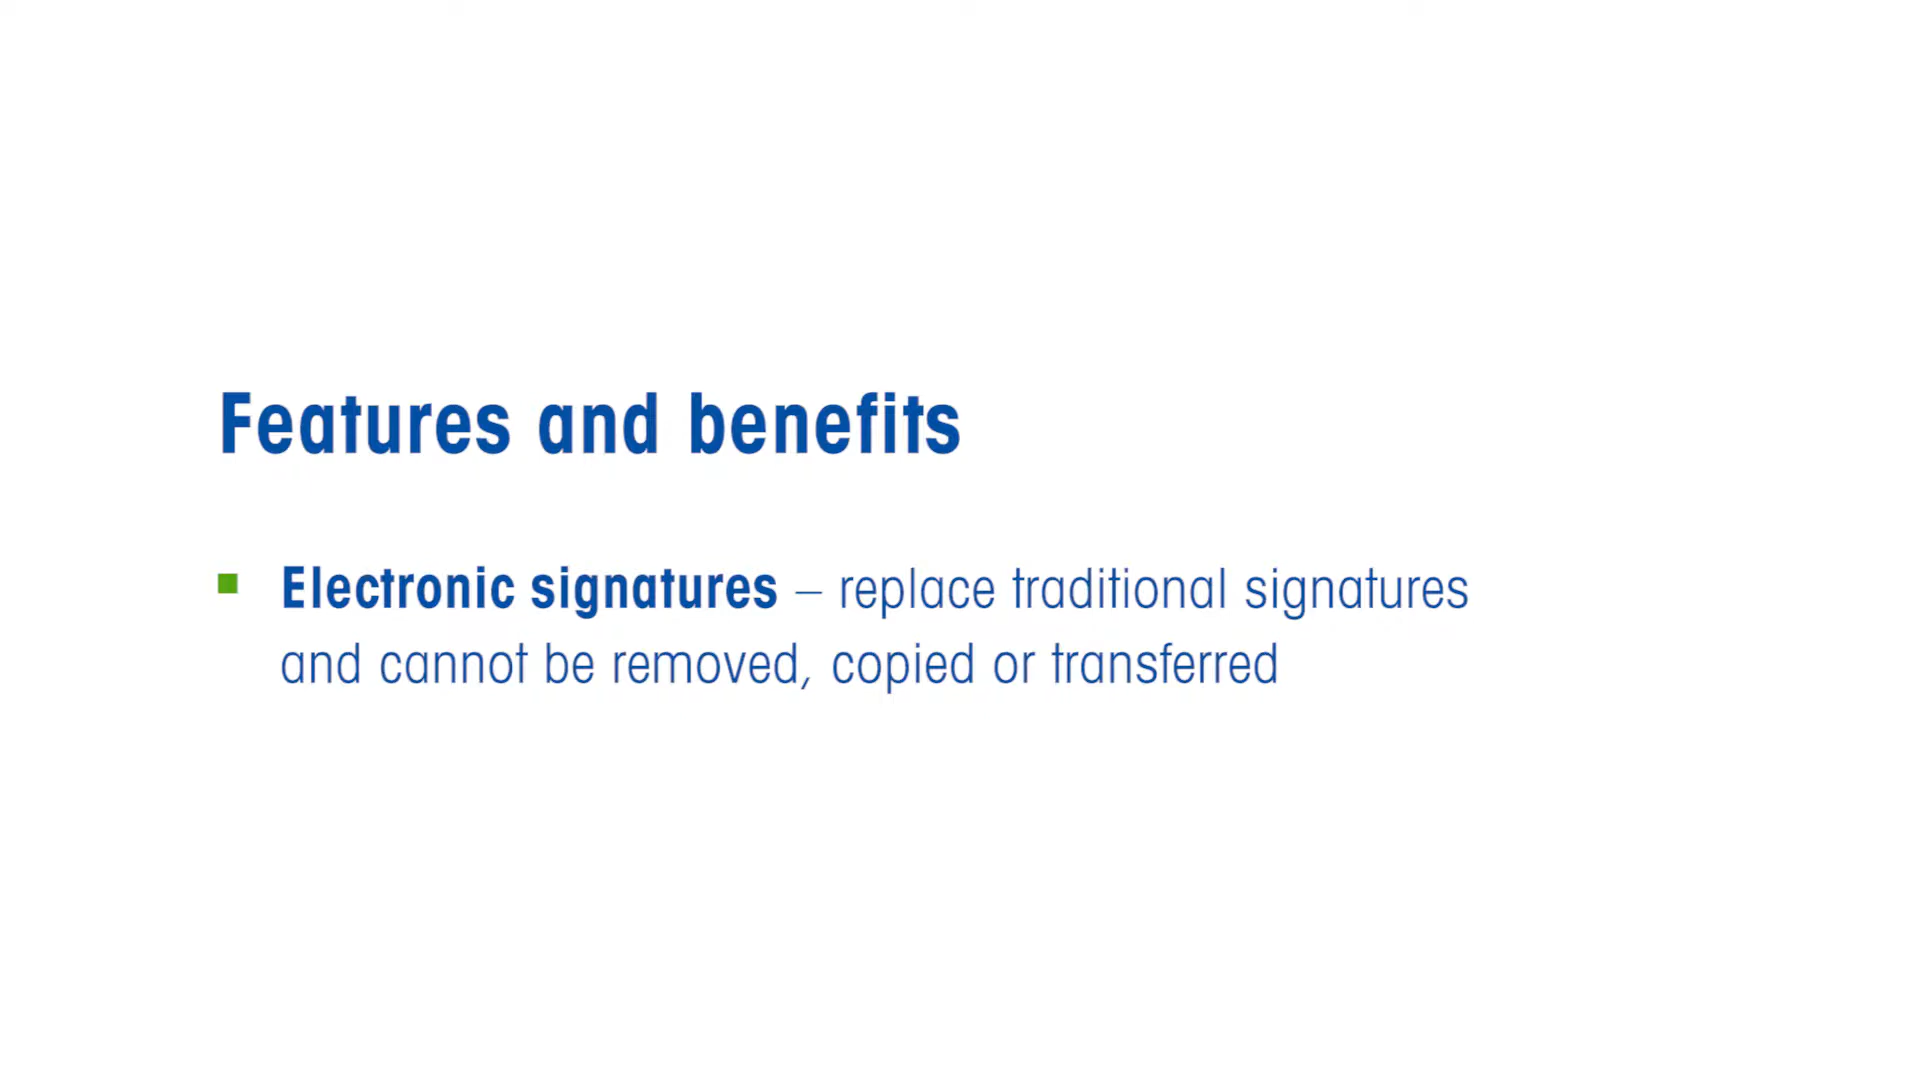 Features and benefits
Electronic signatures – replace traditional signatures
and cannot be removed, copied or transferred